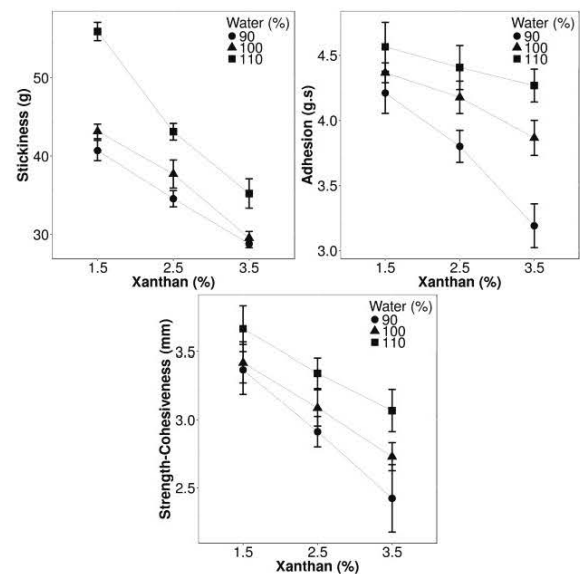 Water (%)
90
100
110
50
40
30
Stickiness (g)
1.5 2.5 3.5
Xanthan (%)
Water (%)
90
100
110
4.5
4.0
3.5
3.0
Adhesion (g.s)
1.5 2.5 3.5
Xanthan (%)
Water (%)
90
100
110
3.5
3.0
2.5
Strength-Cohesiveness (mm)
1.5 2.5 3.5
Xanthan (%)